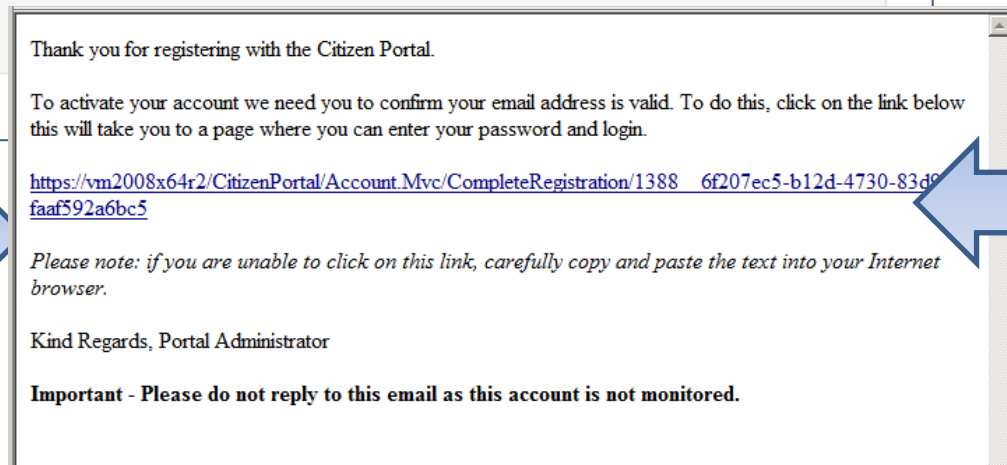 Thank you for registering with the Citizen Portal.
To activate your account we need you to confirm your email address is valid. To do this, click on the link below
this will take you to a page where you can enter your password and login.
https://vm2008x64r2/CitizenPortal/Account.Mvc/CompleteRegistration/1388__6f207ec5-b12d-4730-83d
faaf592a6bc5
Please note: if you are unable to click on this link, carefully copy and paste the text into your Internet
browser.
Kind Regards, Portal Administrator
Important - Please do not reply to this email as this account is not monitored.